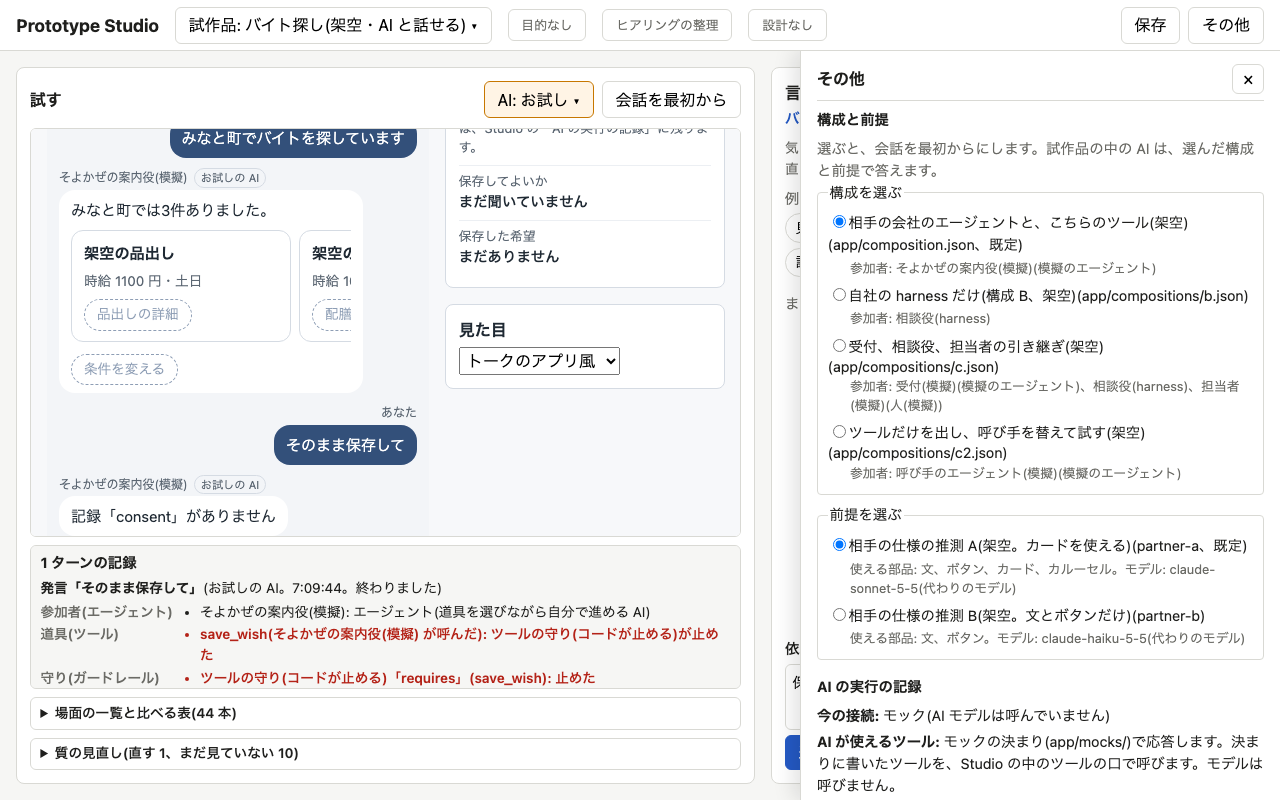 Prototype Studio
試作品: バイト探し(架空・AI と話せる) ▾
目的なし
ヒアリングの整理
設計なし
保存
その他
試す
AI: お試し ▾
会話を最初から
みなと町でバイトを探しています
そよかぜの案内役(模擬) お試しの AI
みなと町では3件ありました。
架空の品出し
時給 1100 円・土日
品出しの詳細
架空の
時給
配膳
条件を変える
あなた
そのまま保存して
そよかぜの案内役(模擬) お試しの AI
記録「consent」がありません
は、Studio の「AI の実行の記録」に残りま
す。
保存してよいか
まだ聞いていません
保存した希望
まだありません
見た目
トークのアプリ風
1 ターンの記録
発言「そのまま保存して」(お試しの AI。7:09:44。終わりました)
参加者(エージェント) • そよかぜの案内役(模擬): エージェント(道具を選びながら自分で進める AI)
道具(ツール) • save_wish(そよかぜの案内役(模擬) が呼んだ): ツールの守り(コードが止める)が止め
た
守り(ガードレール) • ツールの守り(コードが止める)「requires」(save_wish): 止めた
▶ 場面の一覧と比べる表(44 本)
▶ 質の見直し(直す 1、まだ見ていない 10)
言
バ
気
直
例
ま
依
その他
×
構成と前提
選ぶと、会話を最初からにします。試作品の中の AI は、選んだ構成
と前提で答えます。
構成を選ぶ
相手の会社のエージェントと、こちらのツール(架空)
(app/composition.json、既定)
参加者: そよかぜの案内役(模擬)(模擬のエージェント)
自社の harness だけ(構成 B、架空)(app/compositions/b.json)
参加者: 相談役(harness)
受付、相談役、担当者の引き継ぎ(架空)
(app/compositions/c.json)
参加者: 受付(模擬)(模擬のエージェント)、相談役(harness)、担当者
(模擬)(人(模擬))
ツールだけを出し、呼び手を替えて試す(架空)
(app/compositions/c2.json)
参加者: 呼び手のエージェント(模擬)(模擬のエージェント)
前提を選ぶ
相手の仕様の推測 A(架空。カードを使える)(partner-a、既定)
使える部品: 文、ボタン、カード、カルーセル。モデル: claude-
sonnet-5-5(代わりのモデル)
相手の仕様の推測 B(架空。文とボタンだけ)(partner-b)
使える部品: 文、ボタン。モデル: claude-haiku-5-5(代わりのモデル)
AI の実行の記録
今の接続: モック(AI モデルは呼んでいません)
AI が使えるツール: モックの決まり(app/mocks/)で応答します。決ま
りに書いたツールを、Studio の中のツールの口で呼びます。モデルは
呼びません。